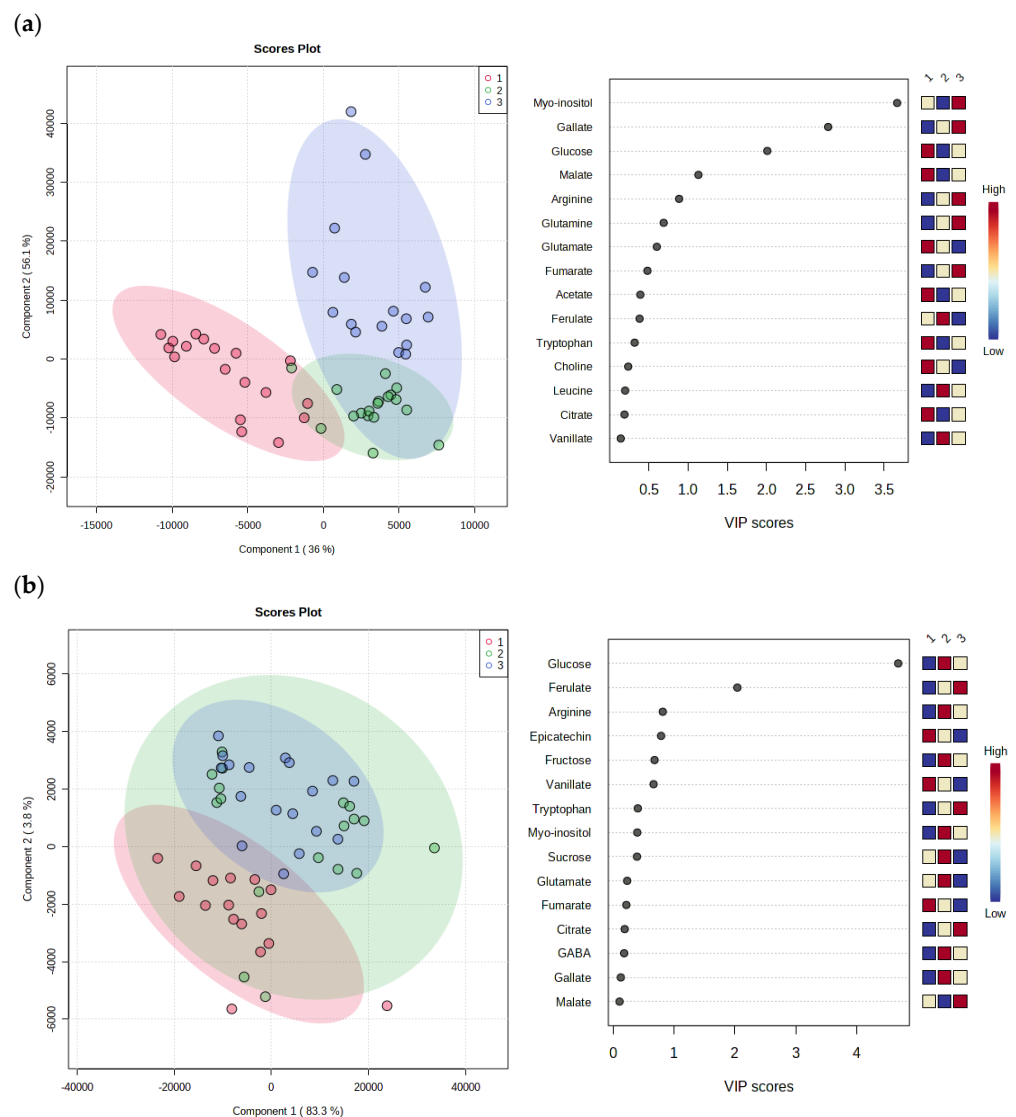 (a)
Scores Plot
1
2
3
Component 2 ( 56.1 %)
40000
30000
20000
10000
0
-10000
-20000
-15000 -10000 -5000 0 5000 10000
Component 1 ( 36 %)
1 2 3
Myo-inositol
Gallate
Glucose
Malate
Arginine
Glutamine
Glutamate
Fumarate
Acetate
Ferulate
Tryptophan
Choline
Leucine
Citrate
Vanillate
High
Low
0.5 1.0 1.5 2.0 2.5 3.0 3.5
VIP scores
(b)
Scores Plot
1
2
3
Component 2 ( 3.8 %)
6000
4000
2000
0
-2000
-4000
-6000
-40000 -20000 0 20000 40000
Component 1 ( 83.3 %)
1 2 3
Glucose
Ferulate
Arginine
Epicatechin
Fructose
Vanillate
Tryptophan
Myo-inositol
Sucrose
Glutamate
Fumarate
Citrate
GABA
Gallate
Malate
High
Low
0 1 2 3 4
VIP scores